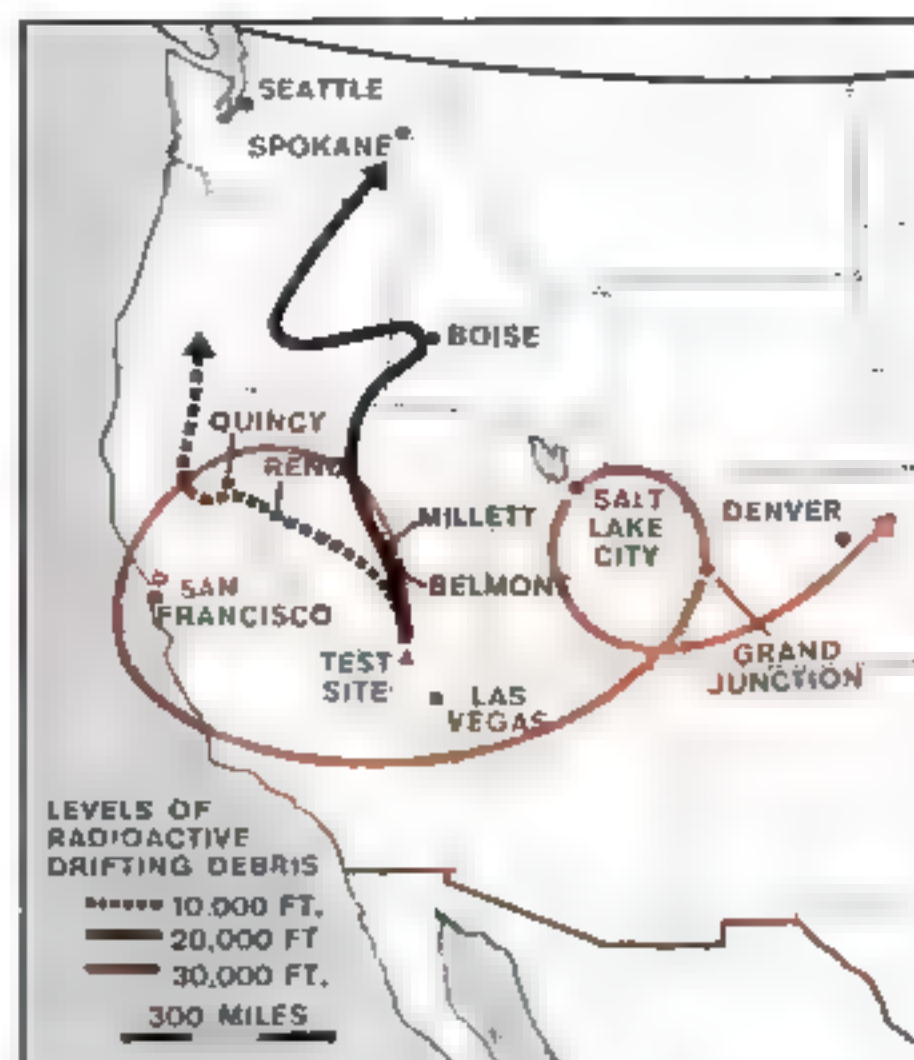 SEATTLE
SPOKANE
BOISE
QUINCY
RENO
MILLETT
SALT
LAKE
CITY
DENVER
BELMONT
SAN
FRANCISCO
TEST
SITE
GRAND
JUNCTION
LAS
VEGAS
LEVELS OF
RADIOACTIVE
DRIFTING DEBRIS
10,000 FT.
20,000 FT
30,000 FT.
300 MILES